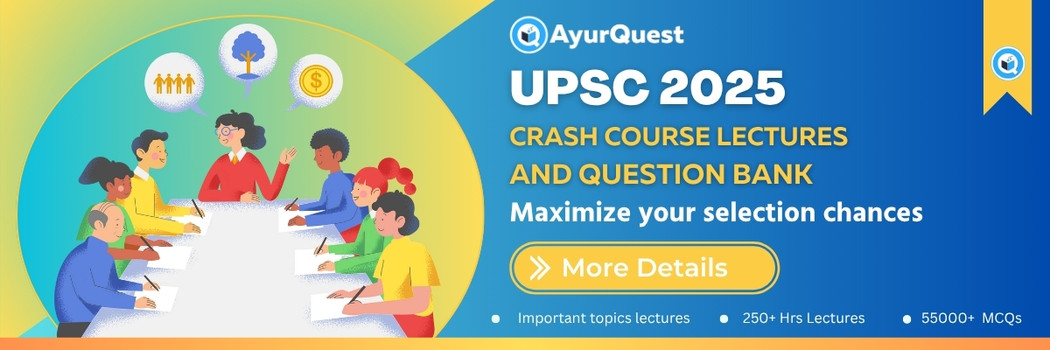 AyurQuest
UPSC 2025
CRASH COURSE LECTURES
AND QUESTION BANK
Maximize your selection chances
More Details
Important topics lectures
250+ Hrs Lectures
55000+ MCQs